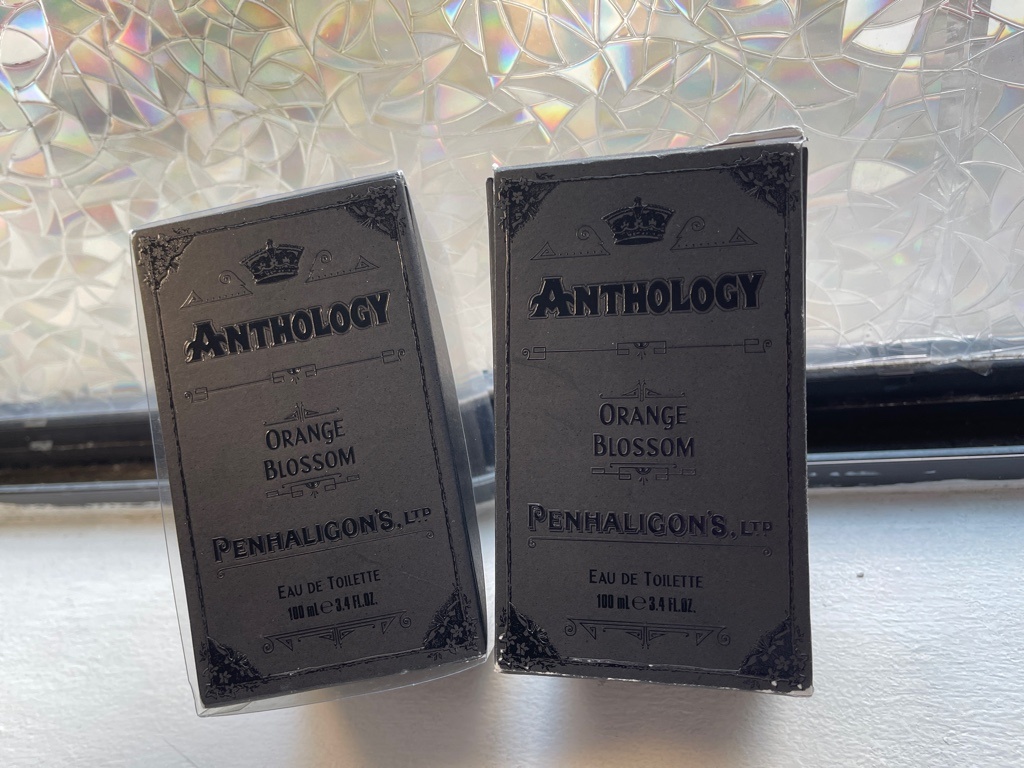 ANTHOLOGY
ORANGE
BLOSSOM
PENHALIGON'S, LTD
EAU DE TOILETTE
100 mL ℮ 3.4 FL.OZ.
ANTHOLOGY
ORANGE
BLOSSOM
PENHALIGON'S, LTD
EAU DE TOILETTE
100 mL ℮ 3.4 FL.OZ.